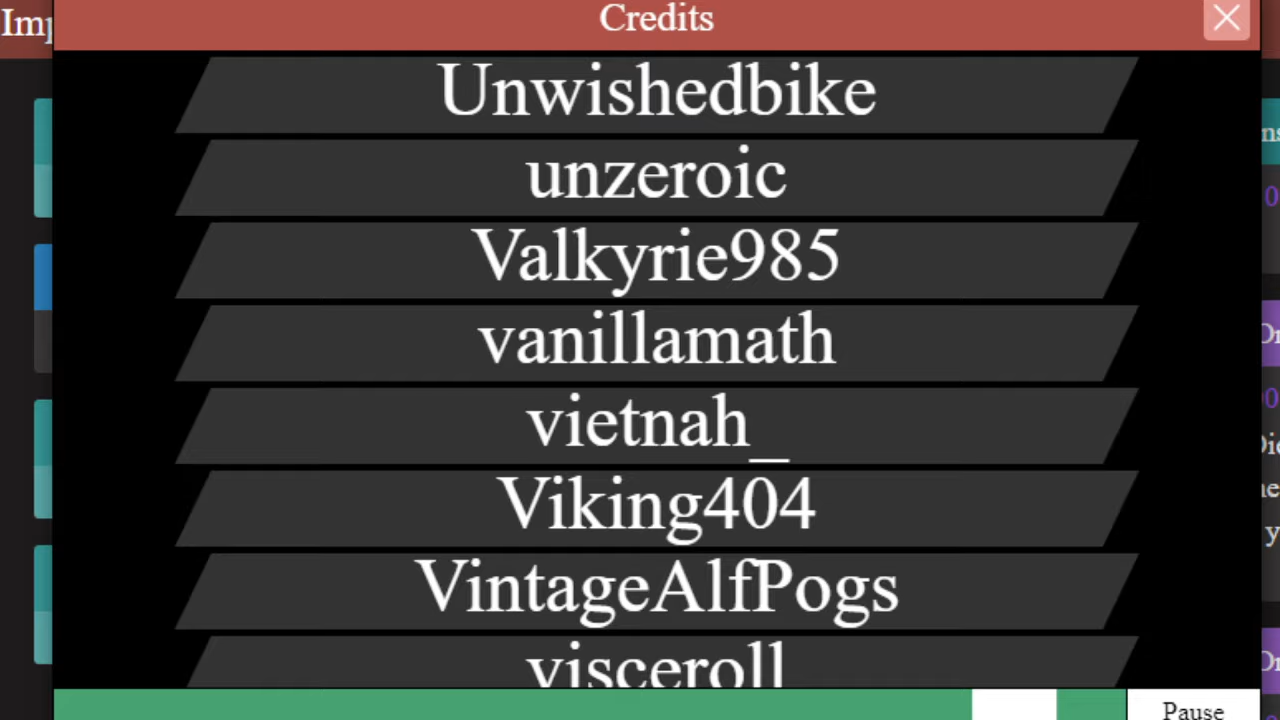 Credits
Unwishedbike
unzeroic
Valkyrie985
vanillamath
vietnah_
Viking404
VintageAlfPogs
visceroll
Pause